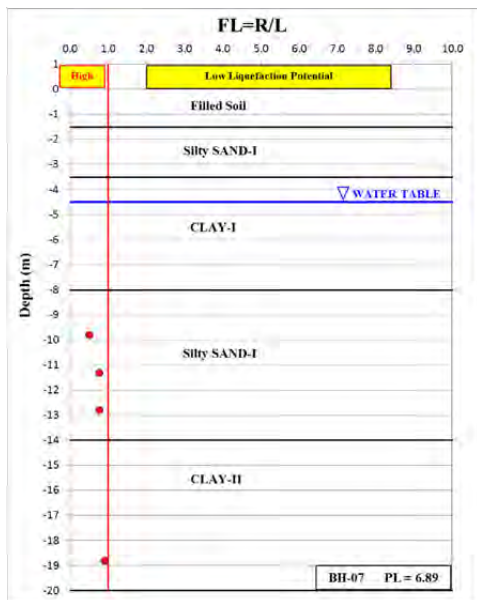 FL=R/L
0.0 1.0 2.0 3.0 4.0 5.0 6.0 7.0 8.0 9.0 10.0
High Low Liquefaction Potential
Filled Soil
Silty SAND-I
WATER TABLE
CLAY-I
Silty SAND-I
CLAY-II
BH-07 PL = 6.89
Depth (m)
1
0
-1
-2
-3
-4
-5
-6
-7
-8
-9
-10
-11
-12
-13
-14
-15
-16
-17
-18
-19
-20